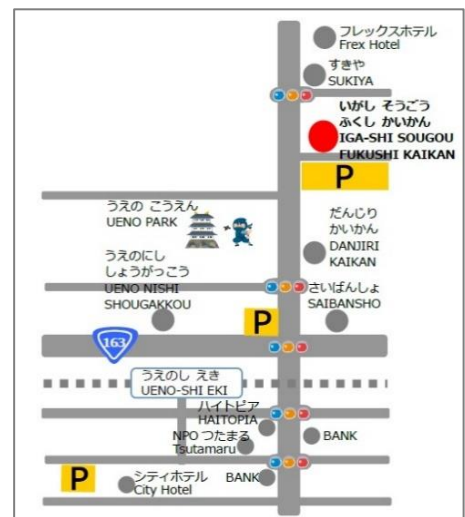 フレックスホテル
Frex Hotel
すきや
SUKIYA
いがし そうごう
ふくし かいかん
IGA-SHI SOUGOU
FUKUSHI KAIKAN
P
うえの こうえん
UENO PARK
だんじり
かいかん
DANJIRI
KAIKAN
うえのにし
しょうがっこう
UENO NISHI
SHOUGAKKOU
さいばんしょ
SAIBANSHO
P
163
うえのし えき
UENO-SHI EKI
ハイトピア
HAITOPIA
NPO つたまる
Tsutamaru
BANK
P
シティホテル
City Hotel
BANK